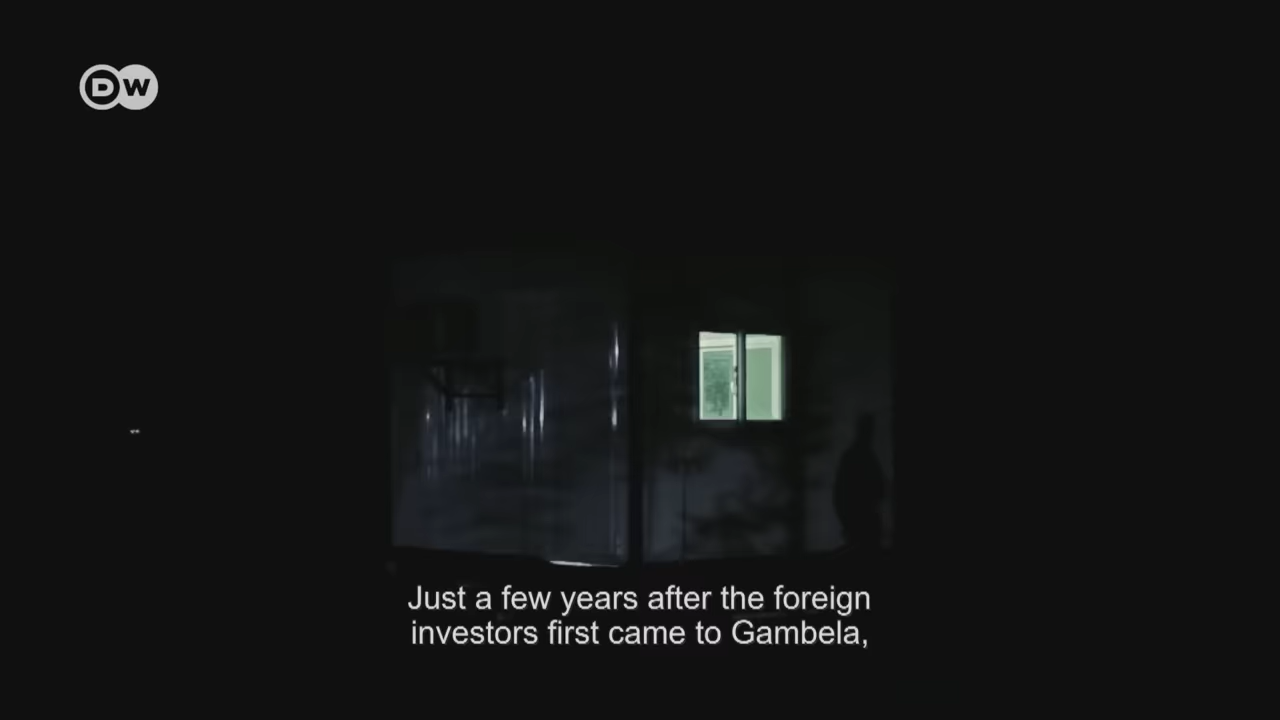 DW
Just a few years after the foreign
investors first came to Gambela,